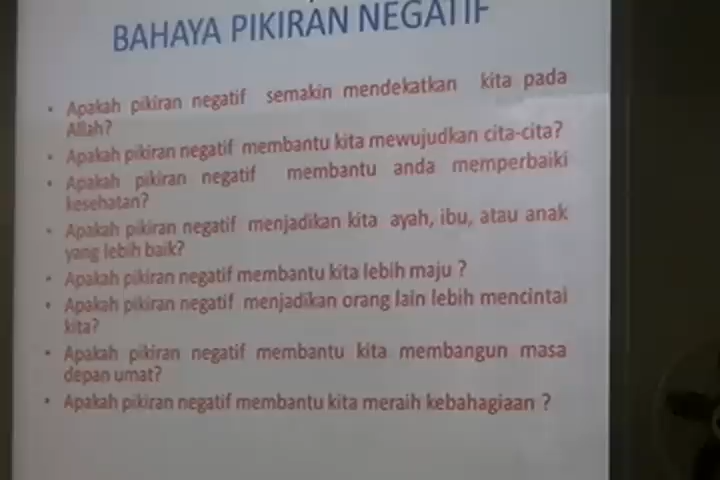 BAHAYA PIKIRAN NEGATIF
• Apakah pikiran negatif semakin mendekatkan kita pada
Allah?
• Apakah pikiran negatif membantu kita mewujudkan cita-cita?
• Apakah pikiran negatif membantu anda memperbaiki
kesehatan?
• Apakah pikiran negatif menjadikan kita ayah, ibu, atau anak
yang lebih baik?
• Apakah pikiran negatif membantu kita lebih maju ?
• Apakah pikiran negatif menjadikan orang lain lebih mencintai
kita?
• Apakah pikiran negatif membantu kita membangun masa
depan umat?
• Apakah pikiran negatif membantu kita meraih kebahagiaan ?